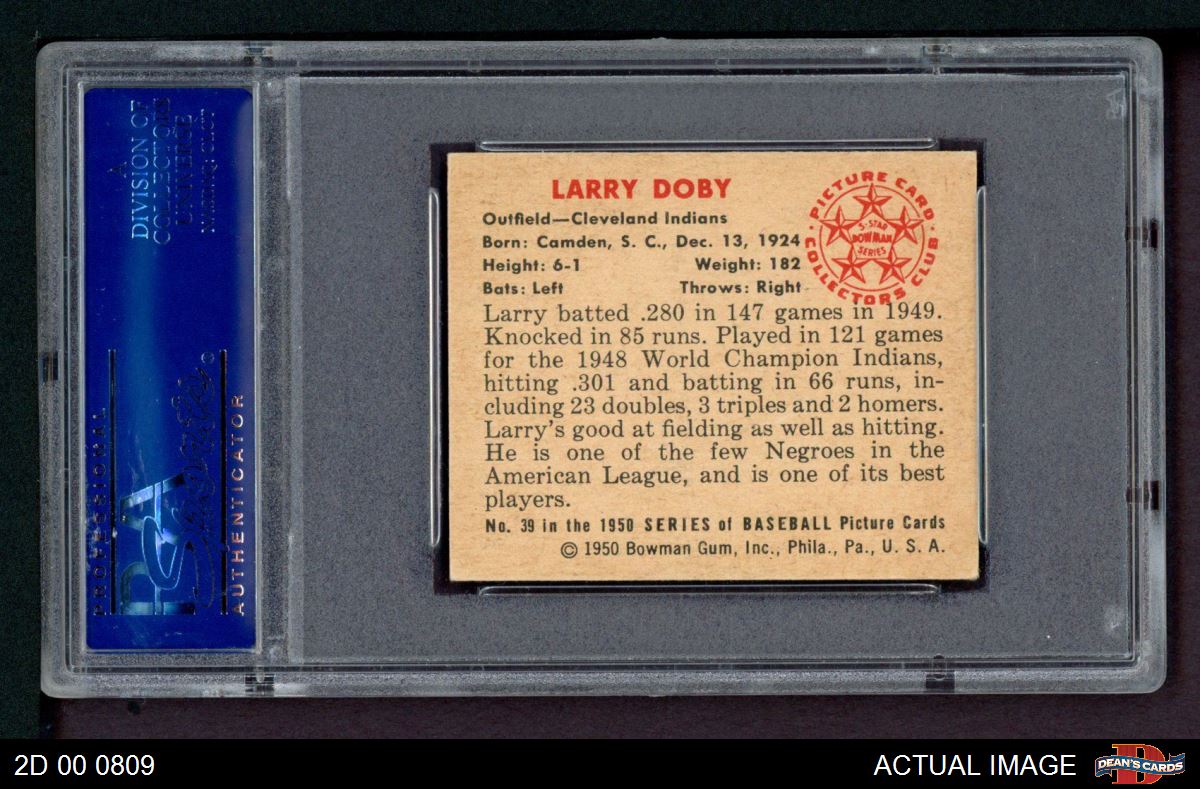 A
DIVISION OF
COLLECTORS
UNIVERSE
NASDAQ: CLCT
PROFESSIONAL
PSA
AUTHENTICATOR
LARRY DOBY
Outfield—Cleveland Indians
Born: Camden, S. C., Dec. 13, 1924
Height: 6-1 Weight: 182
Bats: Left Throws: Right
PICTURE CARD
COLLECTORS CLUB
5-STAR
BOWMAN
SERIES
Larry batted .280 in 147 games in 1949.
Knocked in 85 runs. Played in 121 games
for the 1948 World Champion Indians,
hitting .301 and batting in 66 runs, in-
cluding 23 doubles, 3 triples and 2 homers.
Larry's good at fielding as well as hitting.
He is one of the few Negroes in the
American League, and is one of its best
players.
No. 39 in the 1950 SERIES of BASEBALL Picture Cards
© 1950 Bowman Gum, Inc., Phila., Pa., U. S. A.
2D 00 0809
ACTUAL IMAGE
DEAN'S CARDS